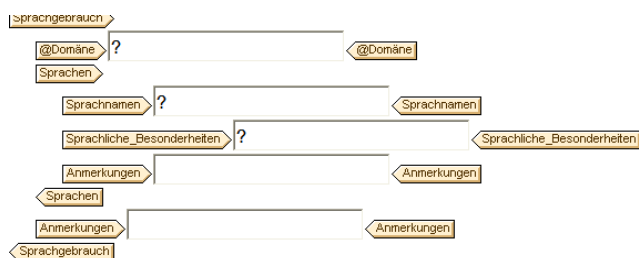 Sprachgebrauch
@Domäne ? @Domäne
Sprachen
Sprachnamen ? Sprachnamen
Sprachliche_Besonderheiten ? Sprachliche_Besonderheiten
Anmerkungen Anmerkungen
Sprachen
Anmerkungen Anmerkungen
Sprachgebrauch